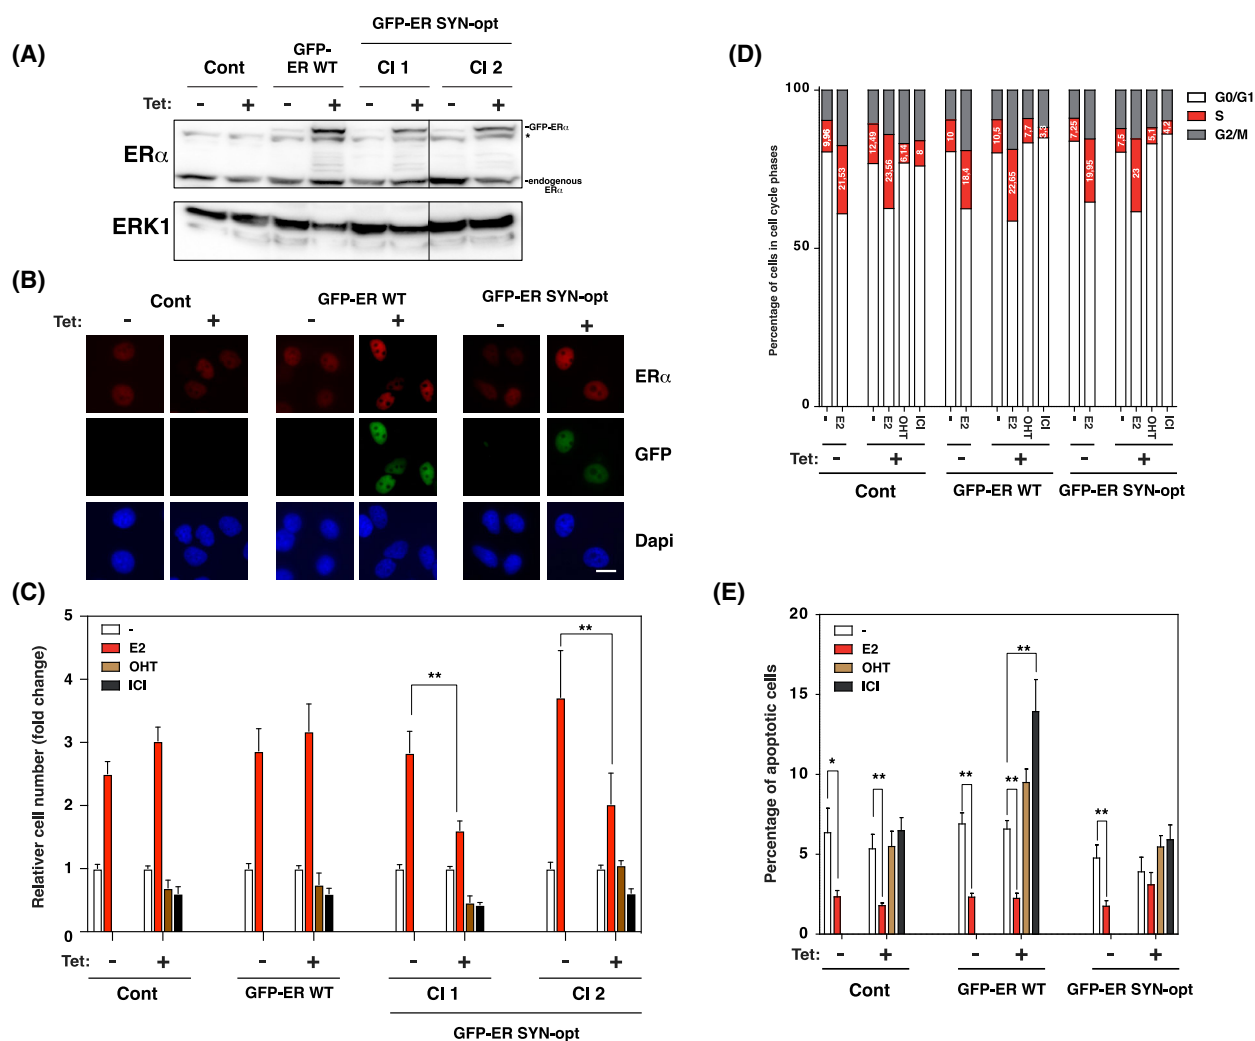 (A)
GFP-ER SYN-opt
Cont
GFP-
ER WT
Cl 1
Cl 2
Tet: - + - + - + - +
ERα
GFP-ERα
*
endogenous
ERα
ERK1
(B)
Cont
GFP-ER WT
GFP-ER SYN-opt
Tet: - + - + - +
ERα
GFP
Dapi
(C)
Relativer cell number (fold change)
5
4
3
2
1
0
-
E2
OHT
ICI
**
**
Tet: - + - + - + - +
Cont
GFP-ER WT
Cl 1
Cl 2
GFP-ER SYN-opt
(D)
Percentage of cells in cell cycle phases
100
50
0
G0/G1
S
G2/M
9,96
21,53
12,49
23,56
6,14
8
10
18,4
10,5
22,65
7,7
3,3
7,25
19,95
7,5
23
5,1
4,2
- E2 - E2 OHT ICI - E2 - E2 OHT ICI - E2 - E2 OHT ICI
Tet: - + - + - +
Cont
GFP-ER WT
GFP-ER SYN-opt
(E)
Percentage of apoptotic cells
20
15
10
5
0
-
E2
OHT
ICI
*
**
**
**
**
**
Tet: - + - + - +
Cont
GFP-ER WT
GFP-ER SYN-opt